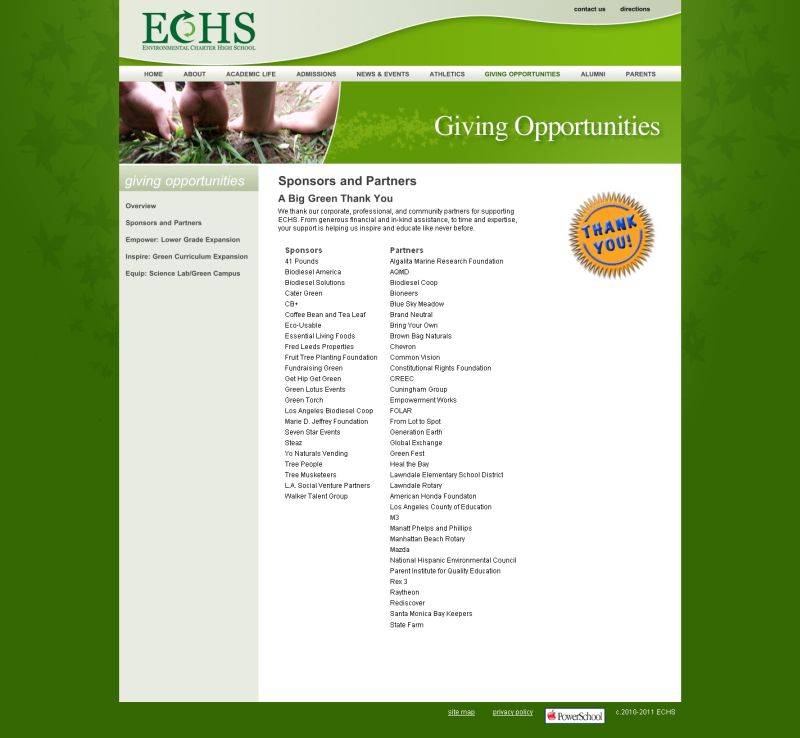 contact us directions
ECHS
ENVIRONMENTAL CHARTER HIGH SCHOOL
HOME ABOUT ACADEMIC LIFE ADMISSIONS NEWS & EVENTS ATHLETICS GIVING OPPORTUNITIES ALUMNI PARENTS
Giving Opportunities
giving opportunities
Overview
Sponsors and Partners
Empower: Lower Grade Expansion
Inspire: Green Curriculum Expansion
Equip: Science Lab/Green Campus
Sponsors and Partners
A Big Green Thank You
We thank our corporate, professional, and community partners for supporting
ECHS. From generous financial and in-kind assistance, to time and expertise,
your support is helping us inspire and educate like never before.
THANK
YOU!
Sponsors
41 Pounds
Biodiesel America
Biodiesel Solutions
Cater Green
CB+
Coffee Bean and Tea Leaf
Eco-Usable
Essential Living Foods
Fred Leeds Properties
Fruit Tree Planting Foundation
Fundraising Green
Get Hip Get Green
Green Lotus Events
Green Torch
Los Angeles Biodiesel Coop
Marie D. Jeffrey Foundation
Seven Star Events
Steaz
Yo Naturals Vending
Tree People
Tree Musketeers
L.A. Social Venture Partners
Walker Talent Group
Partners
Algalita Marine Research Foundation
AQMD
Biodiesel Coop
Bioneers
Blue Sky Meadow
Brand Neutral
Bring Your Own
Brown Bag Naturals
Chevron
Common Vision
Constitutional Rights Foundation
CREEC
Cuningham Group
Empowerment Works
FOLAR
From Lot to Spot
Generation Earth
Global Exchange
Green Fest
Heal the Bay
Lawndale Elementary School District
Lawndale Rotary
American Honda Foundaton
Los Angeles County of Education
M3
Manatt Phelps and Phillips
Manhattan Beach Rotary
Mazda
National Hispanic Environmental Council
Parent Institute for Quality Education
Rex 3
Raytheon
Rediscover
Santa Monica Bay Keepers
State Farm
site map privacy policy PowerSchool c.2010-2011 ECHS